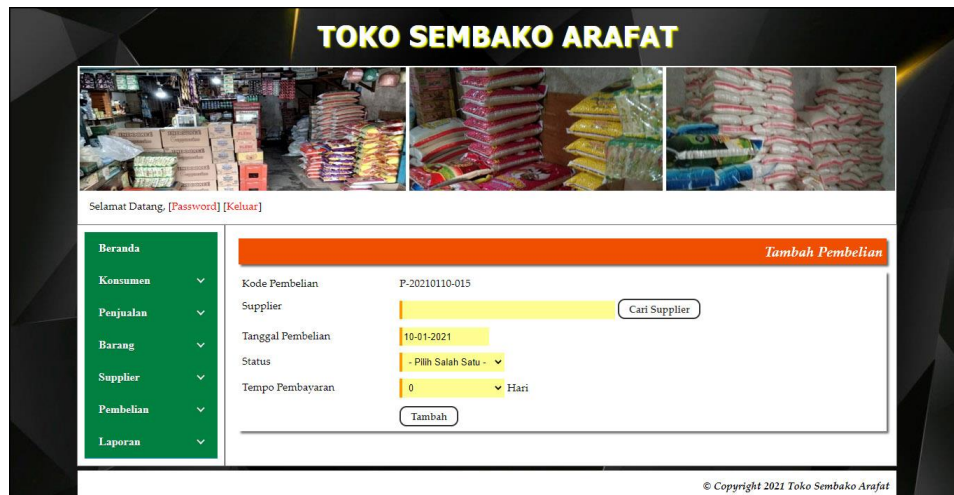 TOKO SEMBAKO ARAFAT
Selamat Datang, [Password] [Keluar]
Beranda
Konsumen
Penjualan
Barang
Supplier
Pembelian
Laporan
Tambah Pembelian
Kode Pembelian P-20210110-015
Supplier Cari Supplier
Tanggal Pembelian 10-01-2021
Status - Pilih Salah Satu -
Tempo Pembayaran 0 Hari
Tambah
© Copyright 2021 Toko Sembako Arafat